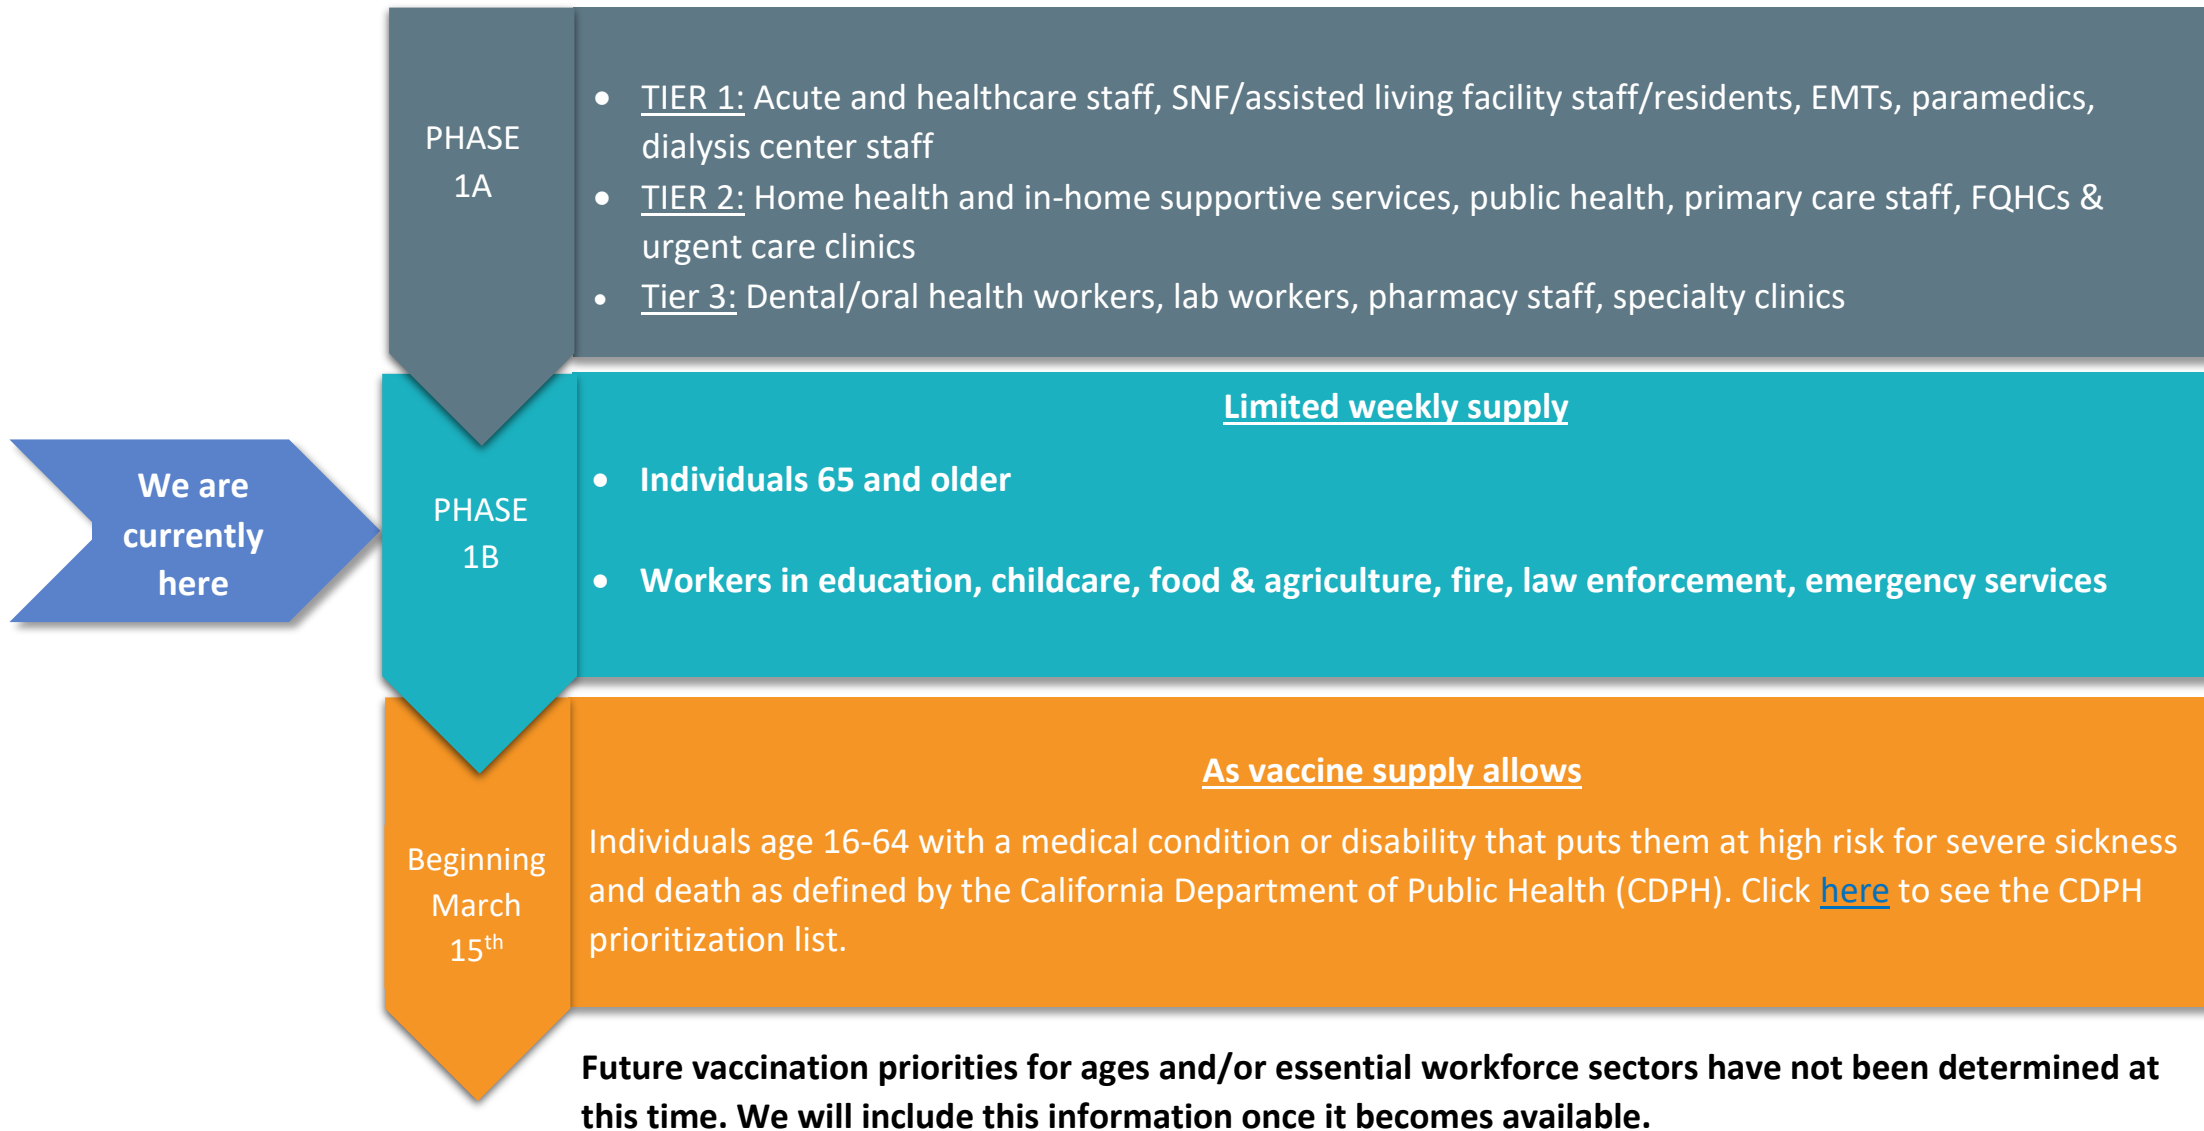 PHASE
1A
• TIER 1: Acute and healthcare staff, SNF/assisted living facility staff/residents, EMTs, paramedics,
dialysis center staff
• TIER 2: Home health and in-home supportive services, public health, primary care staff, FQHCs &
urgent care clinics
• Tier 3: Dental/oral health workers, lab workers, pharmacy staff, specialty clinics
We are
currently
here
PHASE
1B
Limited weekly supply
• Individuals 65 and older
• Workers in education, childcare, food & agriculture, fire, law enforcement, emergency services
Beginning
March
15th
As vaccine supply allows
Individuals age 16-64 with a medical condition or disability that puts them at high risk for severe sickness
and death as defined by the California Department of Public Health (CDPH). Click here to see the CDPH
prioritization list.
Future vaccination priorities for ages and/or essential workforce sectors have not been determined at
this time. We will include this information once it becomes available.